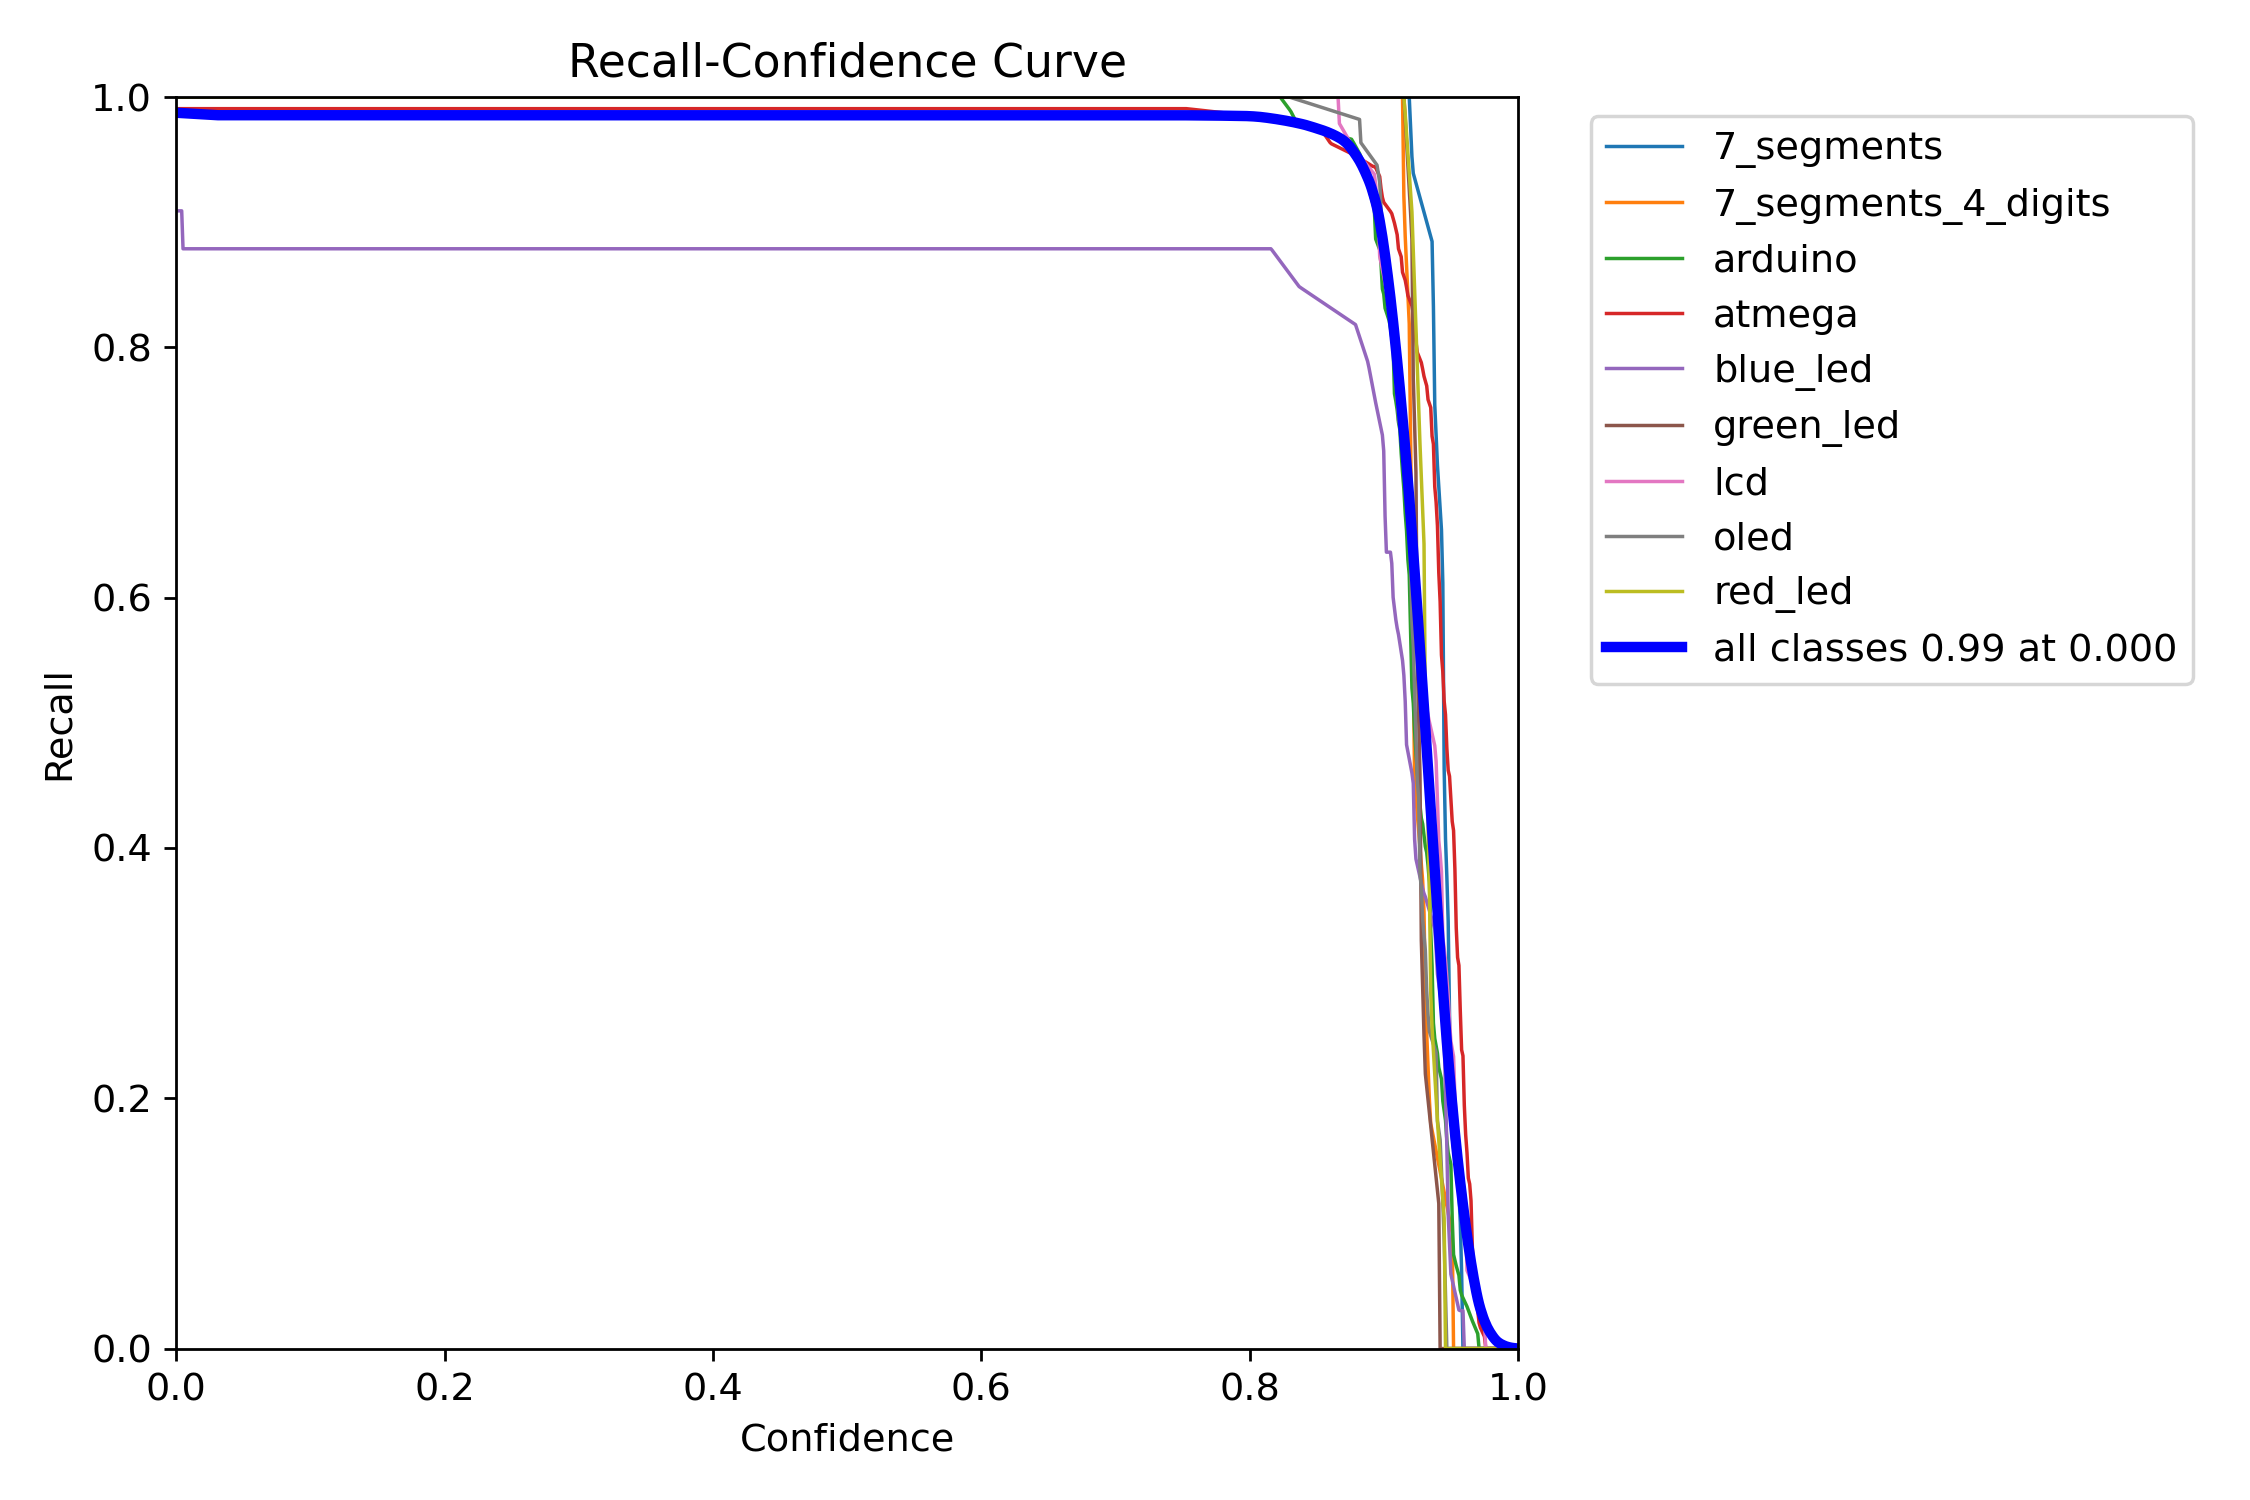 Recall-Confidence Curve
1.0
0.8
0.6
0.4
0.2
0.0
Recall
0.0 0.2 0.4 0.6 0.8 1.0
Confidence
7_segments
7_segments_4_digits
arduino
atmega
blue_led
green_led
lcd
oled
red_led
all classes 0.99 at 0.000